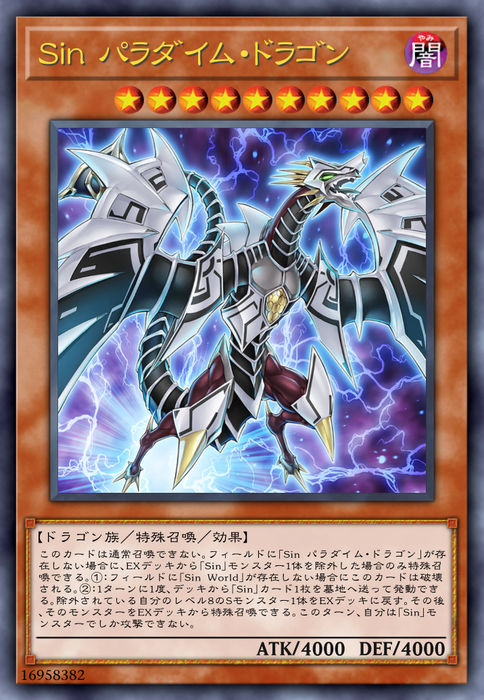 Sin パラダイム・ドラゴン
やみ
闇
【ドラゴン族／特殊召喚／効果】
このカードは通常召喚できない。フィールドに「Sin パラダイム・ドラゴン」が存
在しない場合に、EXデッキから「Sin」モンスター1体を除外した場合のみ特殊召
喚できる。①:フィールドに「Sin World」が存在しない場合にこのカードは破壊
される。②:1ターンに1度、デッキから「Sin」カード1枚を墓地へ送って発動でき
る。除外されている自分のレベル8のSモンスター1体をEXデッキに戻す。その後、
そのモンスターをEXデッキから特殊召喚できる。このターン、自分は「Sin」モ
ンスターでしか攻撃できない。
ATK/4000 DEF/4000
16958382